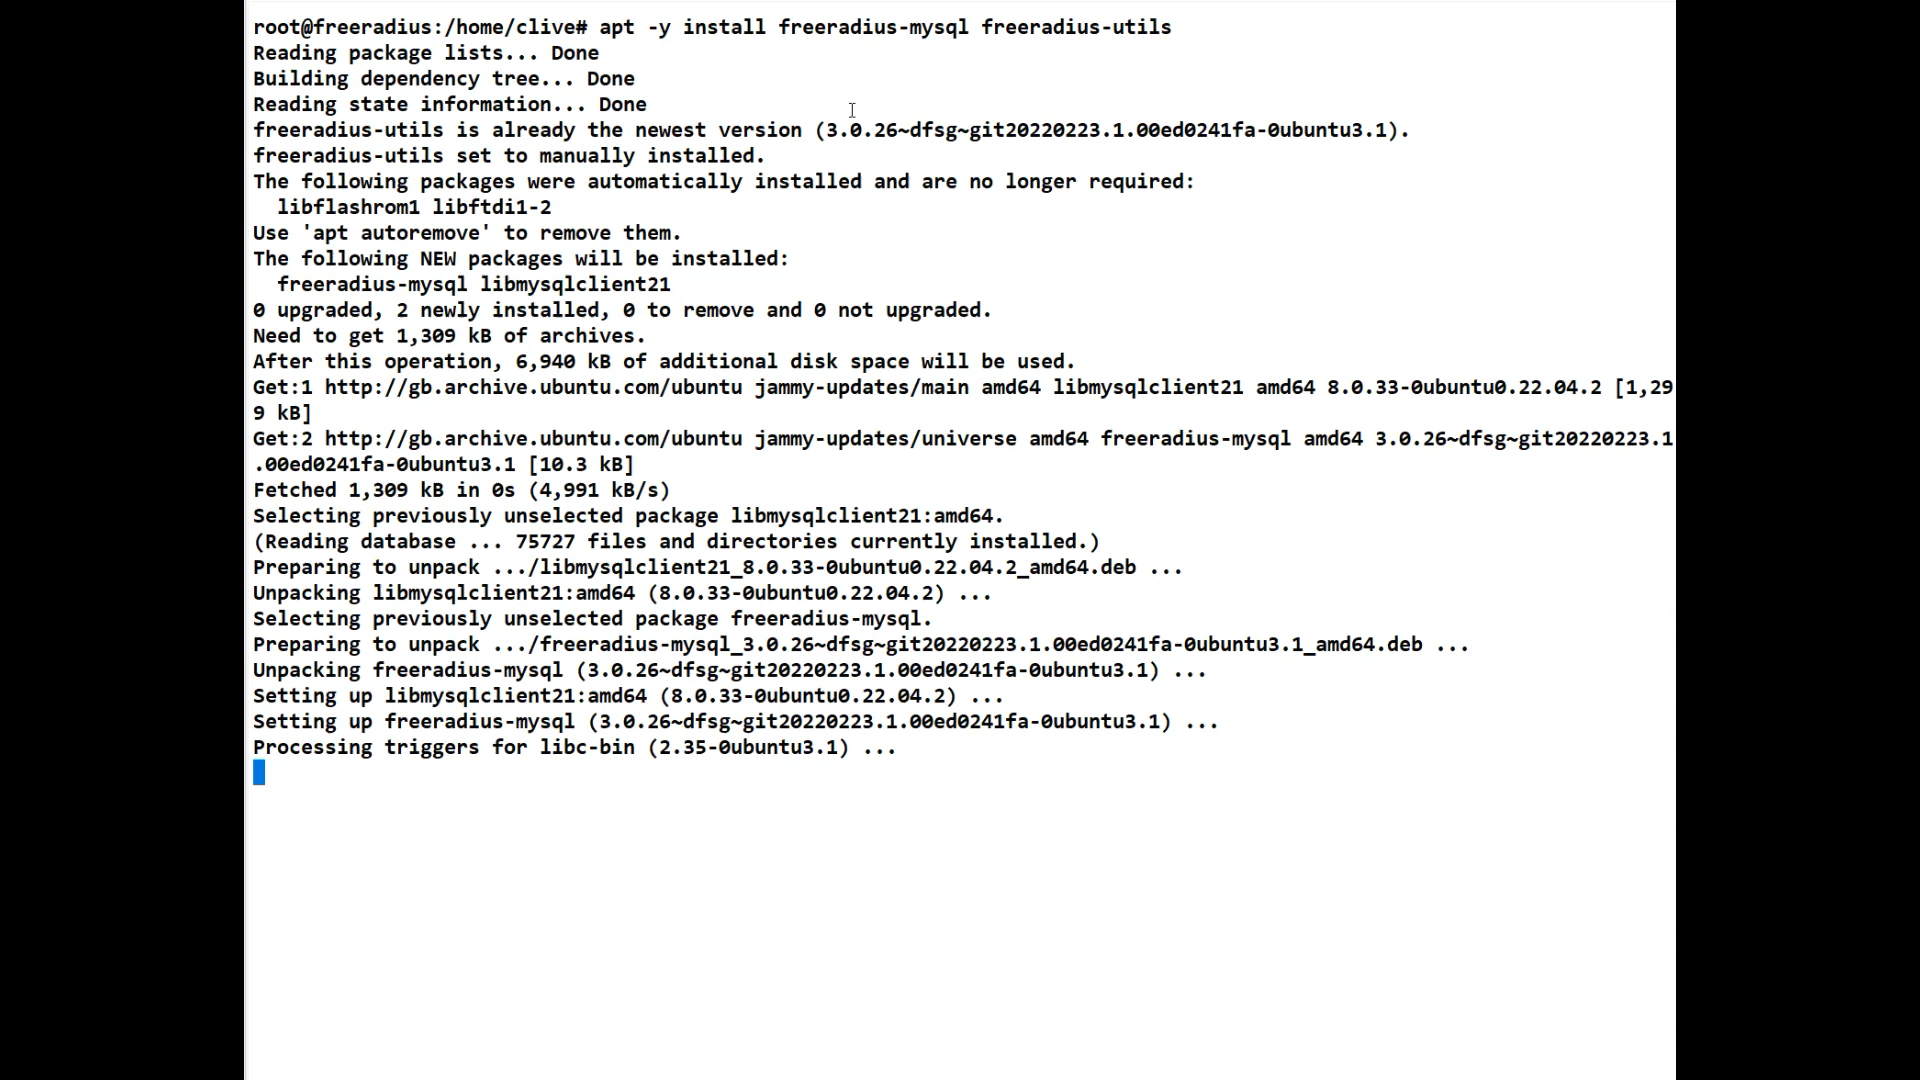 root@freeradius:/home/clive# apt -y install freeradius-mysql freeradius-utils
Reading package lists... Done
Building dependency tree... Done
Reading state information... Done
freeradius-utils is already the newest version (3.0.26~dfsg~git20220223.1.00ed0241fa-0ubuntu3.1).
freeradius-utils set to manually installed.
The following packages were automatically installed and are no longer required:
  libflashrom1 libftdi1-2
Use 'apt autoremove' to remove them.
The following NEW packages will be installed:
  freeradius-mysql libmysqlclient21
0 upgraded, 2 newly installed, 0 to remove and 0 not upgraded.
Need to get 1,309 kB of archives.
After this operation, 6,940 kB of additional disk space will be used.
Get:1 http://gb.archive.ubuntu.com/ubuntu jammy-updates/main amd64 libmysqlclient21 amd64 8.0.33-0ubuntu0.22.04.2 [1,29
9 kB]
Get:2 http://gb.archive.ubuntu.com/ubuntu jammy-updates/universe amd64 freeradius-mysql amd64 3.0.26~dfsg~git20220223.1
.00ed0241fa-0ubuntu3.1 [10.3 kB]
Fetched 1,309 kB in 0s (4,991 kB/s)
Selecting previously unselected package libmysqlclient21:amd64.
(Reading database ... 75727 files and directories currently installed.)
Preparing to unpack .../libmysqlclient21_8.0.33-0ubuntu0.22.04.2_amd64.deb ...
Unpacking libmysqlclient21:amd64 (8.0.33-0ubuntu0.22.04.2) ...
Selecting previously unselected package freeradius-mysql.
Preparing to unpack .../freeradius-mysql_3.0.26~dfsg~git20220223.1.00ed0241fa-0ubuntu3.1_amd64.deb ...
Unpacking freeradius-mysql (3.0.26~dfsg~git20220223.1.00ed0241fa-0ubuntu3.1) ...
Setting up libmysqlclient21:amd64 (8.0.33-0ubuntu0.22.04.2) ...
Setting up freeradius-mysql (3.0.26~dfsg~git20220223.1.00ed0241fa-0ubuntu3.1) ...
Processing triggers for libc-bin (2.35-0ubuntu3.1) ...